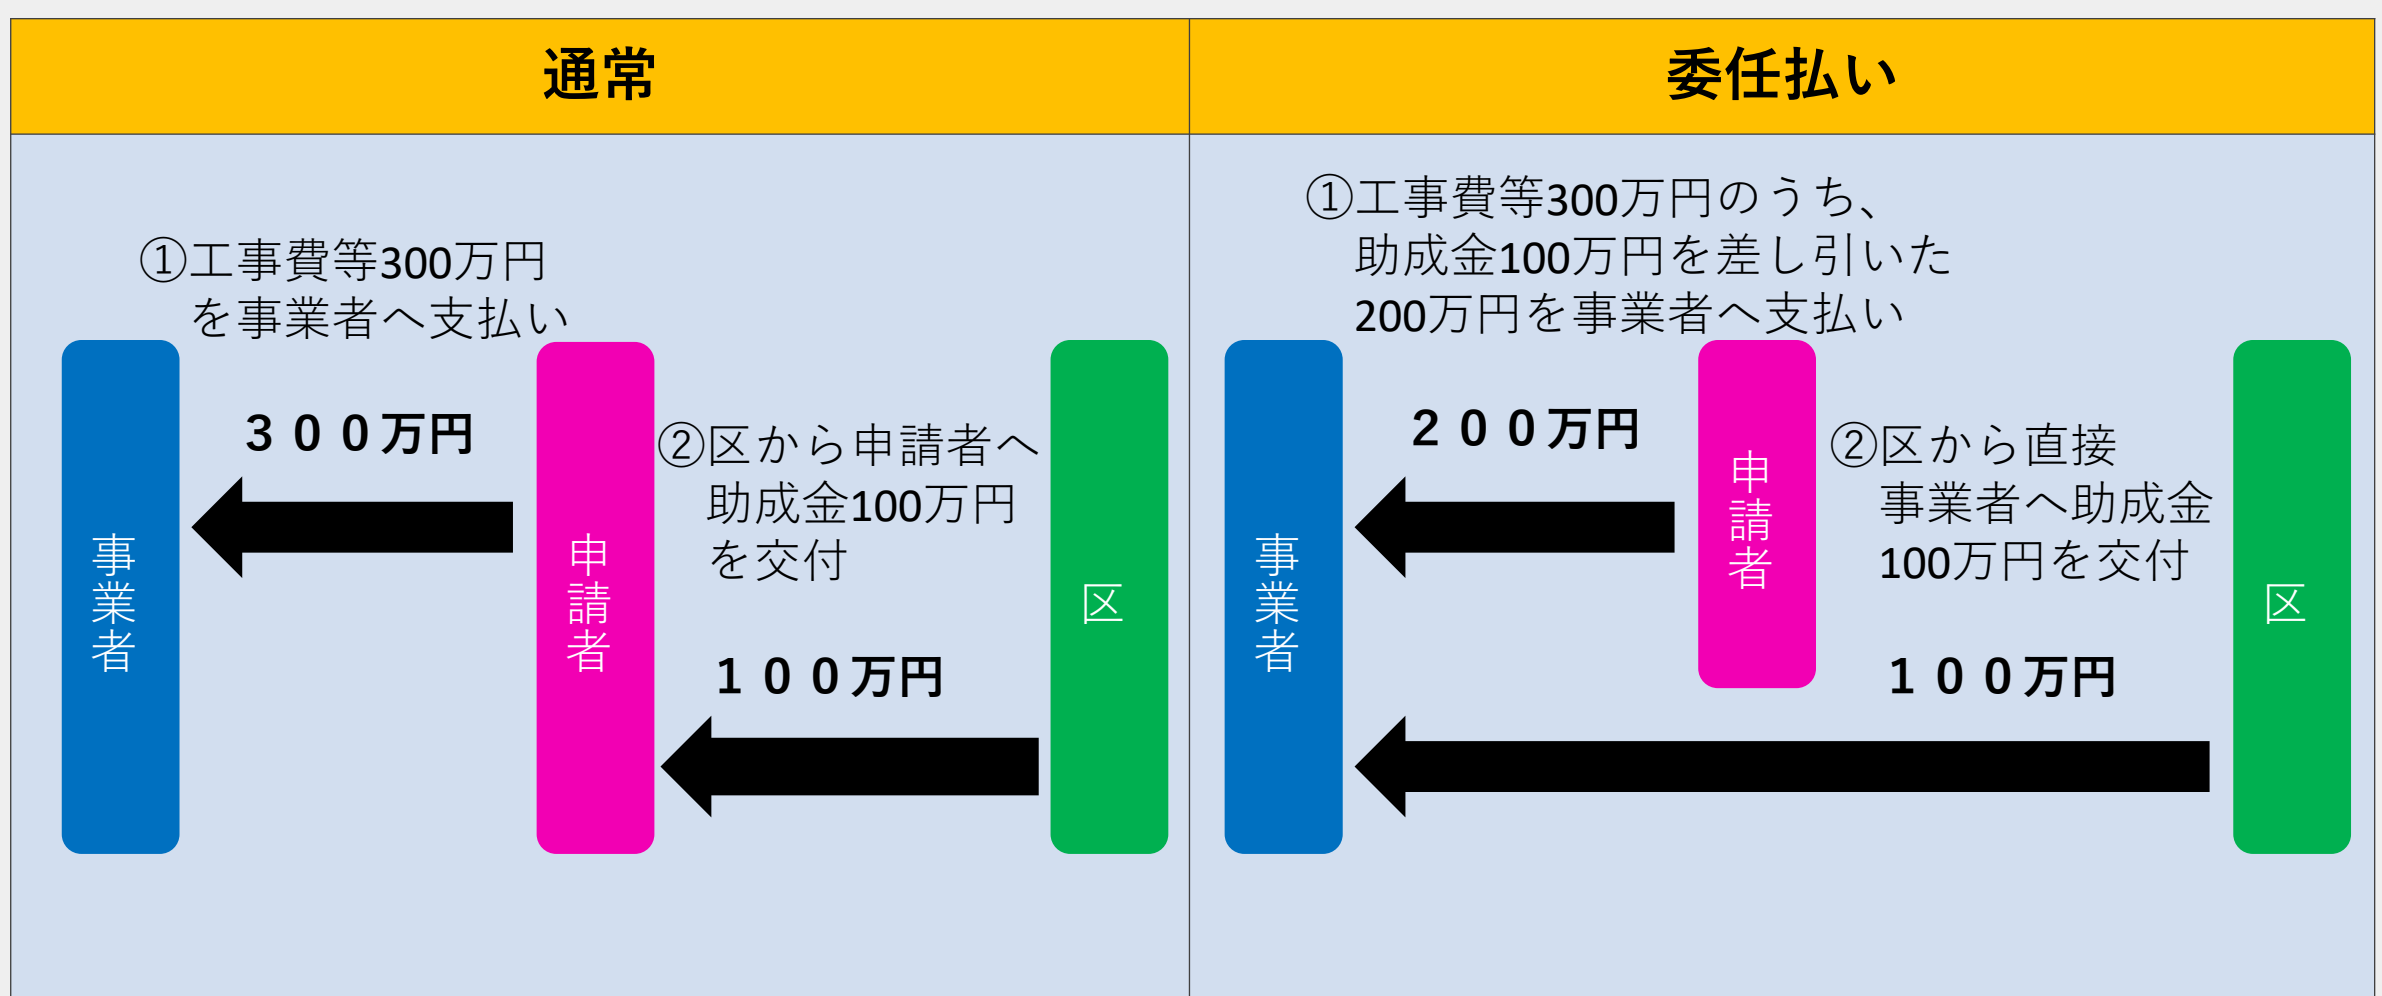 通常
①工事費等300万円
を事業者へ支払い
300万円
②区から申請者へ
助成金100万円
を交付
100万円
事業者
申請者
区
委任払い
①工事費等300万円のうち、
助成金100万円を差し引いた
200万円を事業者へ支払い
200万円
②区から直接
事業者へ助成金
100万円を交付
100万円
事業者
申請者
区